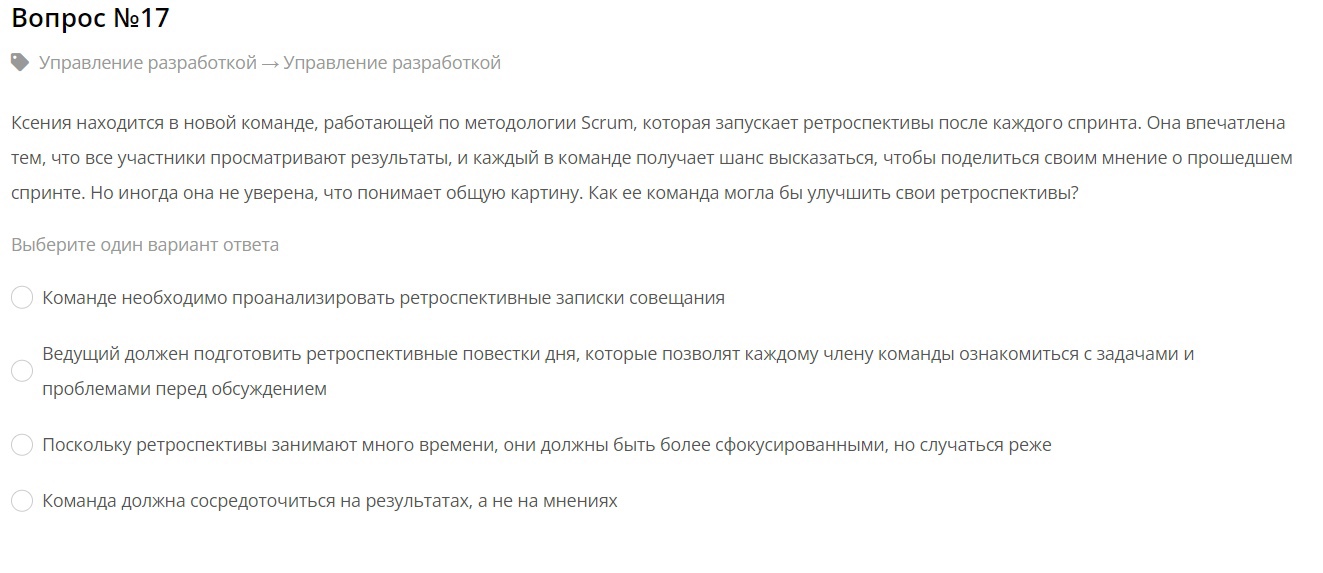 Вопрос №17
Управление разработкой → Управление разработкой
Ксения находится в новой команде, работающей по методологии Scrum, которая запускает ретроспективы после каждого спринта. Она впечатлена
тем, что все участники просматривают результаты, и каждый в команде получает шанс высказаться, чтобы поделиться своим мнение о прошедшем
спринте. Но иногда она не уверена, что понимает общую картину. Как ее команда могла бы улучшить свои ретроспективы?
Выберите один вариант ответа
Команде необходимо проанализировать ретроспективные записки совещания
Ведущий должен подготовить ретроспективные повестки дня, которые позволят каждому члену команды ознакомиться с задачами и
проблемами перед обсуждением
Поскольку ретроспективы занимают много времени, они должны быть более сфокусированными, но случаться реже
Команда должна сосредоточиться на результатах, а не на мнениях